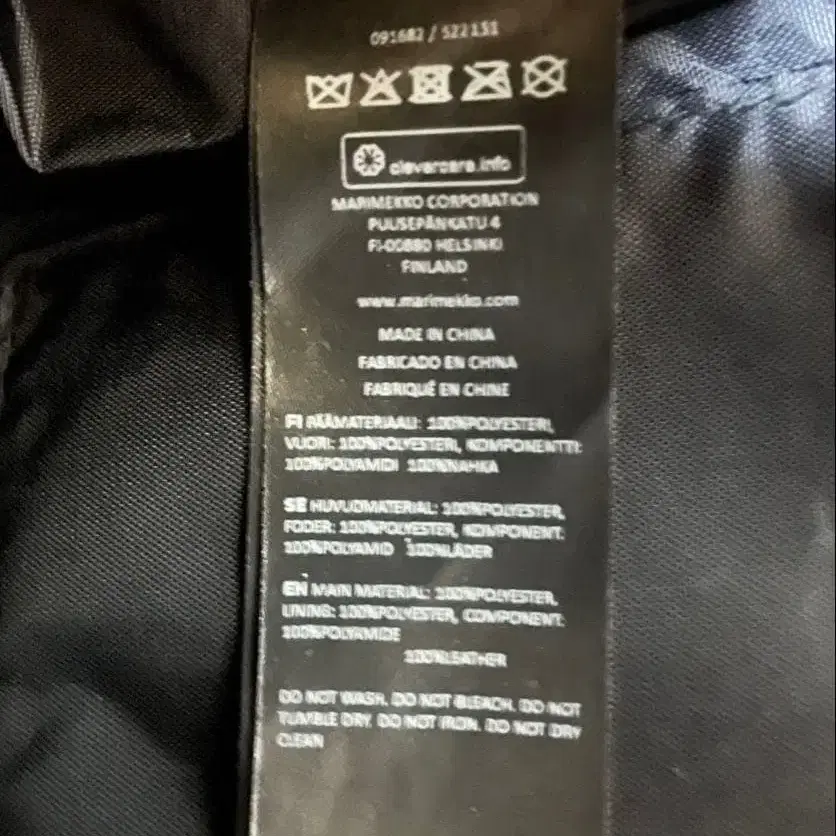 091682 / 522131
clevercare.info
MARIMEKKO CORPORATION
PUUSEPÄNKATU 4
FI-00880 HELSINKI
FINLAND
www.marimekko.com
MADE IN CHINA
FABRICADO EN CHINA
FABRIQUÉ EN CHINE
FI PÄÄMATERIAALI: 100%POLYESTERI,
VUORI: 100%POLYESTERI, KOMPONENTTI:
100%POLYAMIDI 100%NAHKA
SE HUVUDMATERIAL: 100%POLYESTER,
FODER: 100%POLYESTER, KOMPONENT:
100%POLYAMID 100%LÄDER
EN MAIN MATERIAL: 100%POLYESTER,
LINING: 100%POLYESTER, COMPONENT:
100%POLYAMIDE
100%LEATHER
DO NOT WASH. DO NOT BLEACH. DO NOT
TUMBLE DRY. DO NOT IRON. DO NOT DRY
CLEAN